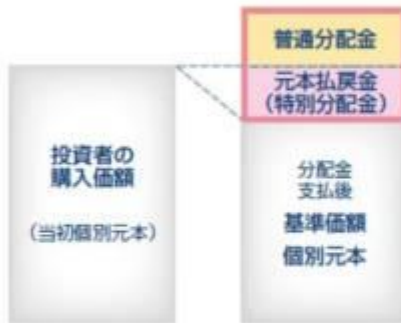 普通分配金
元本払戻金
(特別分配金)
投資者の
購入価額
(当初個別元本)
分配金
支払後
基準価額
個別元本